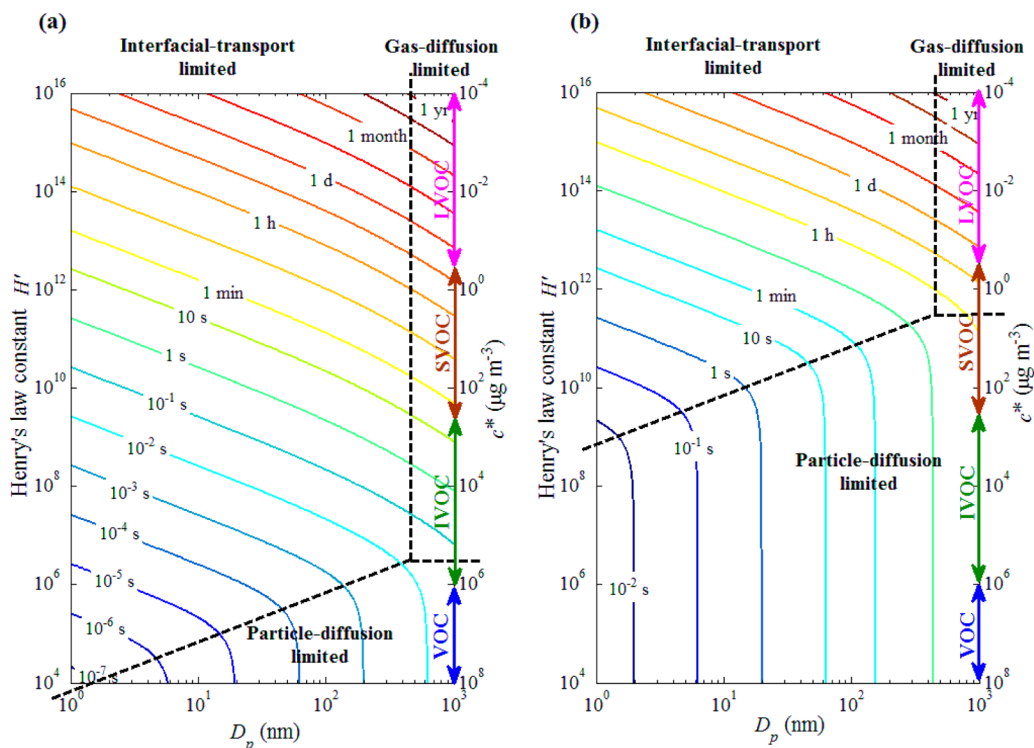 (a)
Interfacial-transport
limited
Gas-diffusion
limited
10^16
10^14
10^12
10^10
10^8
10^6
10^4
Henry's law constant H'
1 yr
1 month
1 d
1 h
1 min
10 s
1 s
10^-1 s
10^-2 s
10^-3 s
10^-4 s
10^-5 s
10^-6 s
10^-7 s
Particle-diffusion
limited
LVOC
SVOC
IVOC
VOC
10^-4
10^-2
10^0
10^2
10^4
10^6
10^8
c* (μg m^-3)
10^0
10^1
10^2
10^3
D_p (nm)
(b)
Interfacial-transport
limited
Gas-diffusion
limited
10^16
10^14
10^12
10^10
10^8
10^6
10^4
Henry's law constant H'
1 yr
1 month
1 d
1 h
1 min
10 s
1 s
10^-1 s
10^-2 s
Particle-diffusion
limited
LVOC
SVOC
IVOC
VOC
10^-4
10^-2
10^0
10^2
10^4
10^6
10^8
c* (μg m^-3)
10^0
10^1
10^2
10^3
D_p (nm)